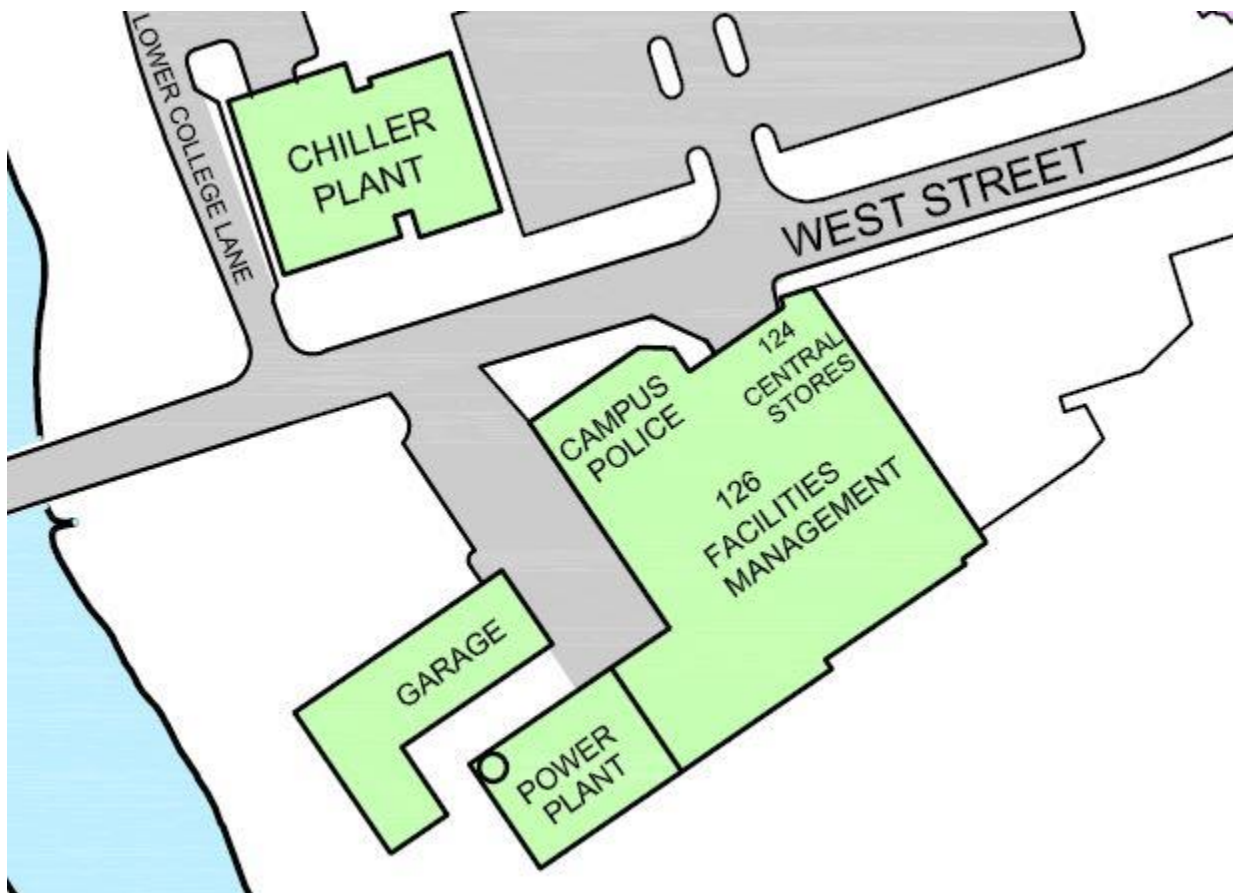 LOWER COLLEGE LANE
CHILLER
PLANT
WEST STREET
124
CENTRAL
STORES
CAMPUS
POLICE
126
FACILITIES
MANAGEMENT
GARAGE
POWER
PLANT